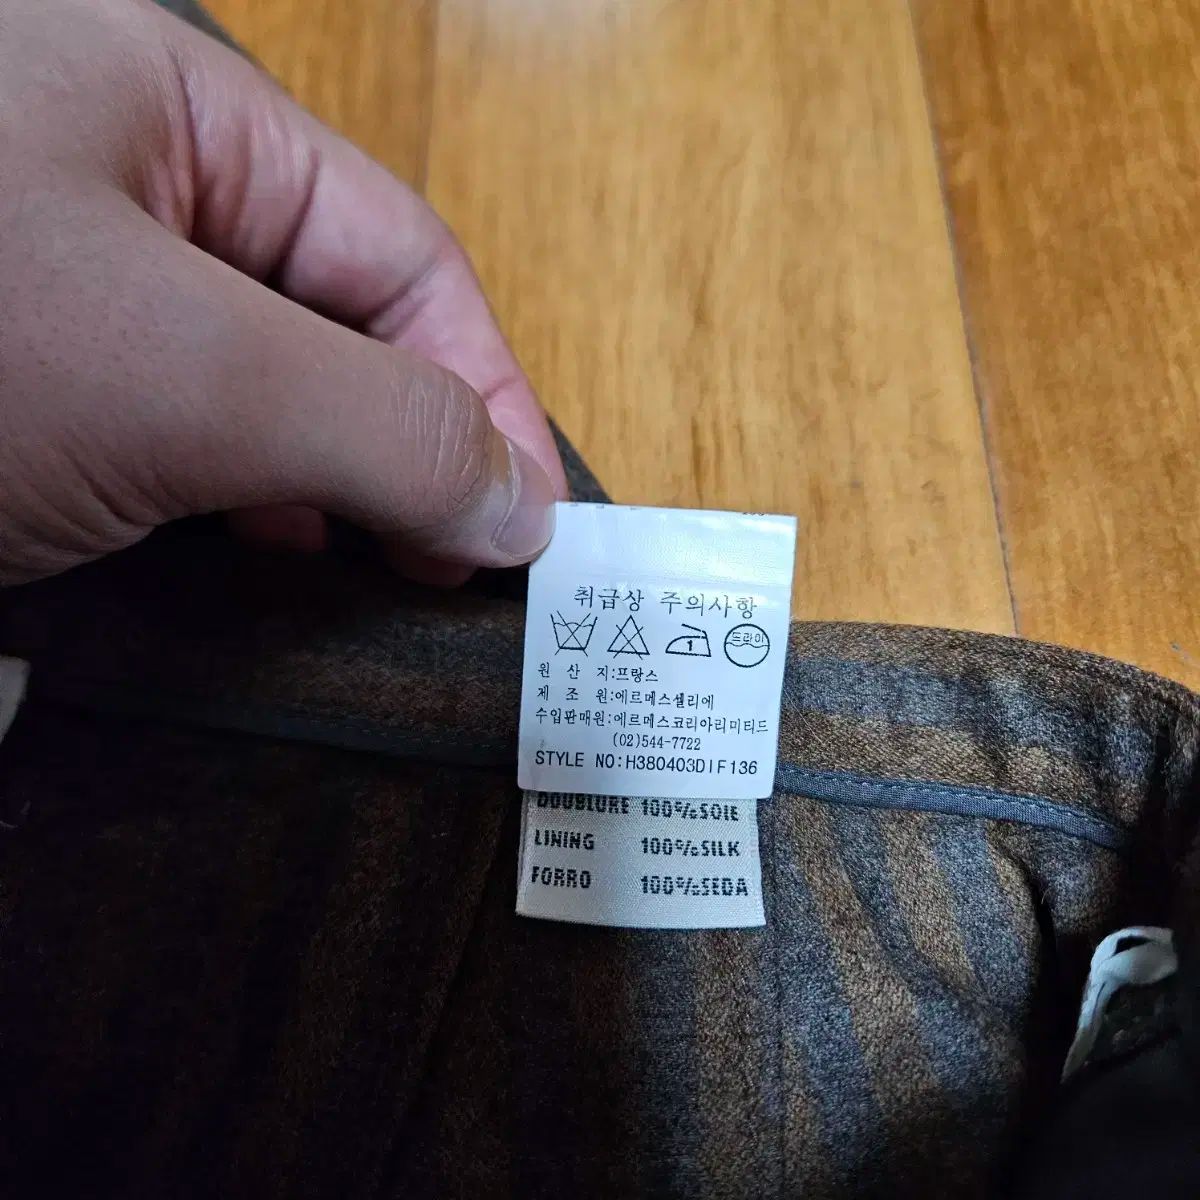 취급상 주의사항
1 드라이
원 산 지:프랑스
제 조 원:에르메스셀리에
수입판매원:에르메스코리아리미티드
(02)544-7722
STYLE NO:H380403DIF136
DOUBLURE 100%SOIE
LINING 100%SILK
FORRO 100%SEDA